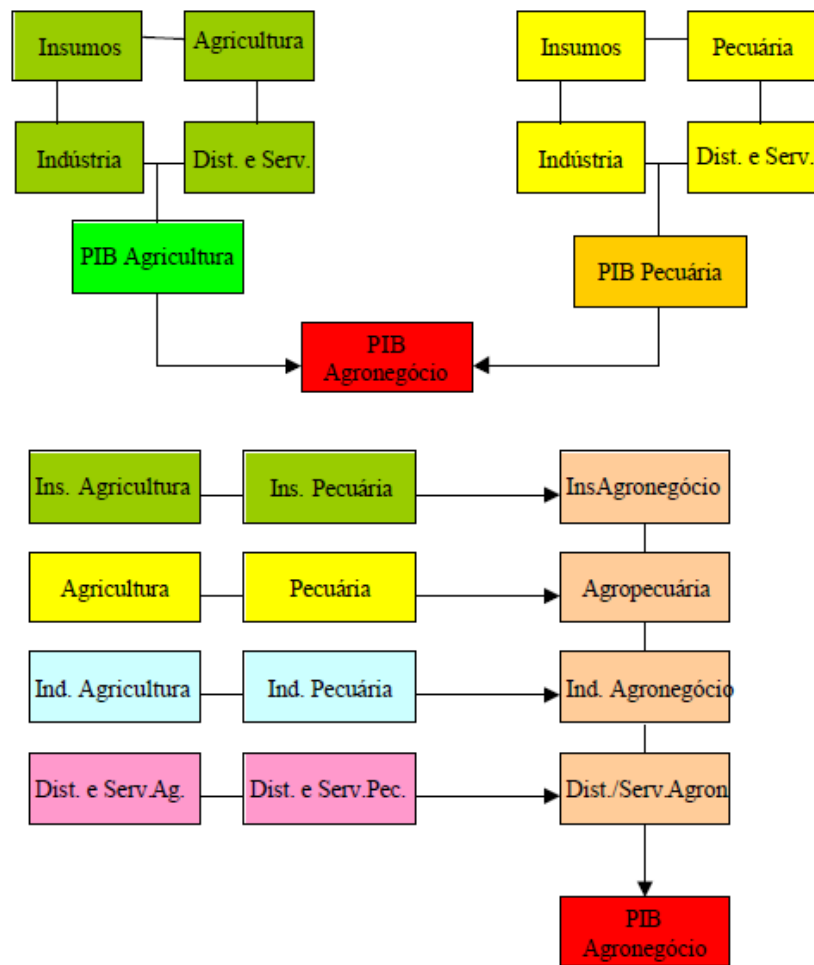 Insumos
Agricultura
Indústria
Dist. e Serv.
PIB Agricultura
Insumos
Pecuária
Indústria
Dist. e Serv.
PIB Pecuária
PIB
Agronegócio
Ins. Agricultura
Ins. Pecuária
InsAgronegócio
Agricultura
Pecuária
Agropecuária
Ind. Agricultura
Ind. Pecuária
Ind. Agronegócio
Dist. e Serv.Ag.
Dist. e Serv.Pec.
Dist./Serv.Agron
PIB
Agronegócio